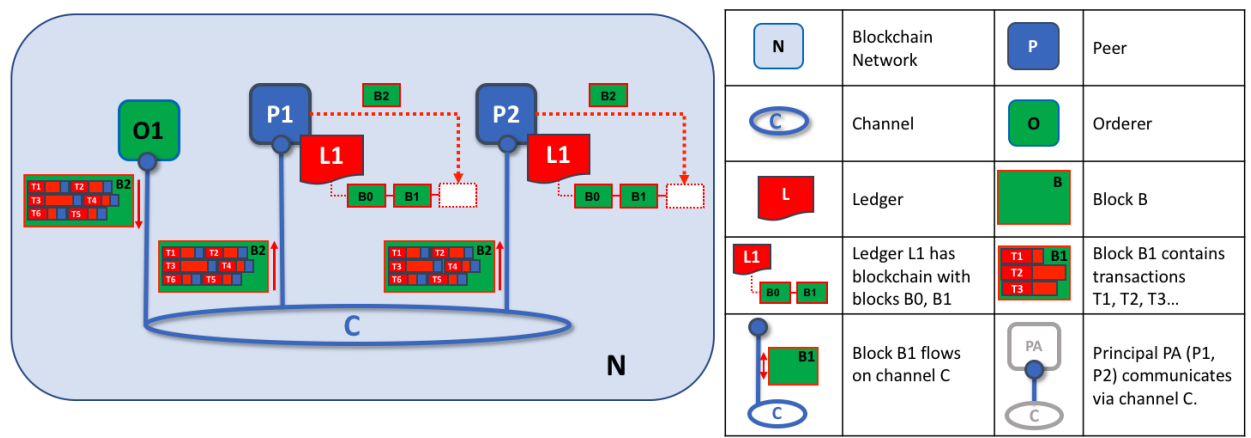 B2
B2
O1
P1
P2
L1
L1
B0 B1
B0 B1
T1 T2 B2
T3 T4
T6 T5
T1 T2 B2
T3 T4
T6 T5
T1 T2 B2
T3 T4
T6 T5
C
N
N
Blockchain
Network
P
Peer
C
Channel
O
Orderer
L
Ledger
B
Block B
L1
B0 B1
Ledger L1 has
blockchain with
blocks B0, B1
T1 B1
T2
T3
Block B1 contains
transactions
T1, T2, T3...
B1
C
Block B1 flows
on channel C
PA
C
Principal PA (P1,
P2) communicates
via channel C.